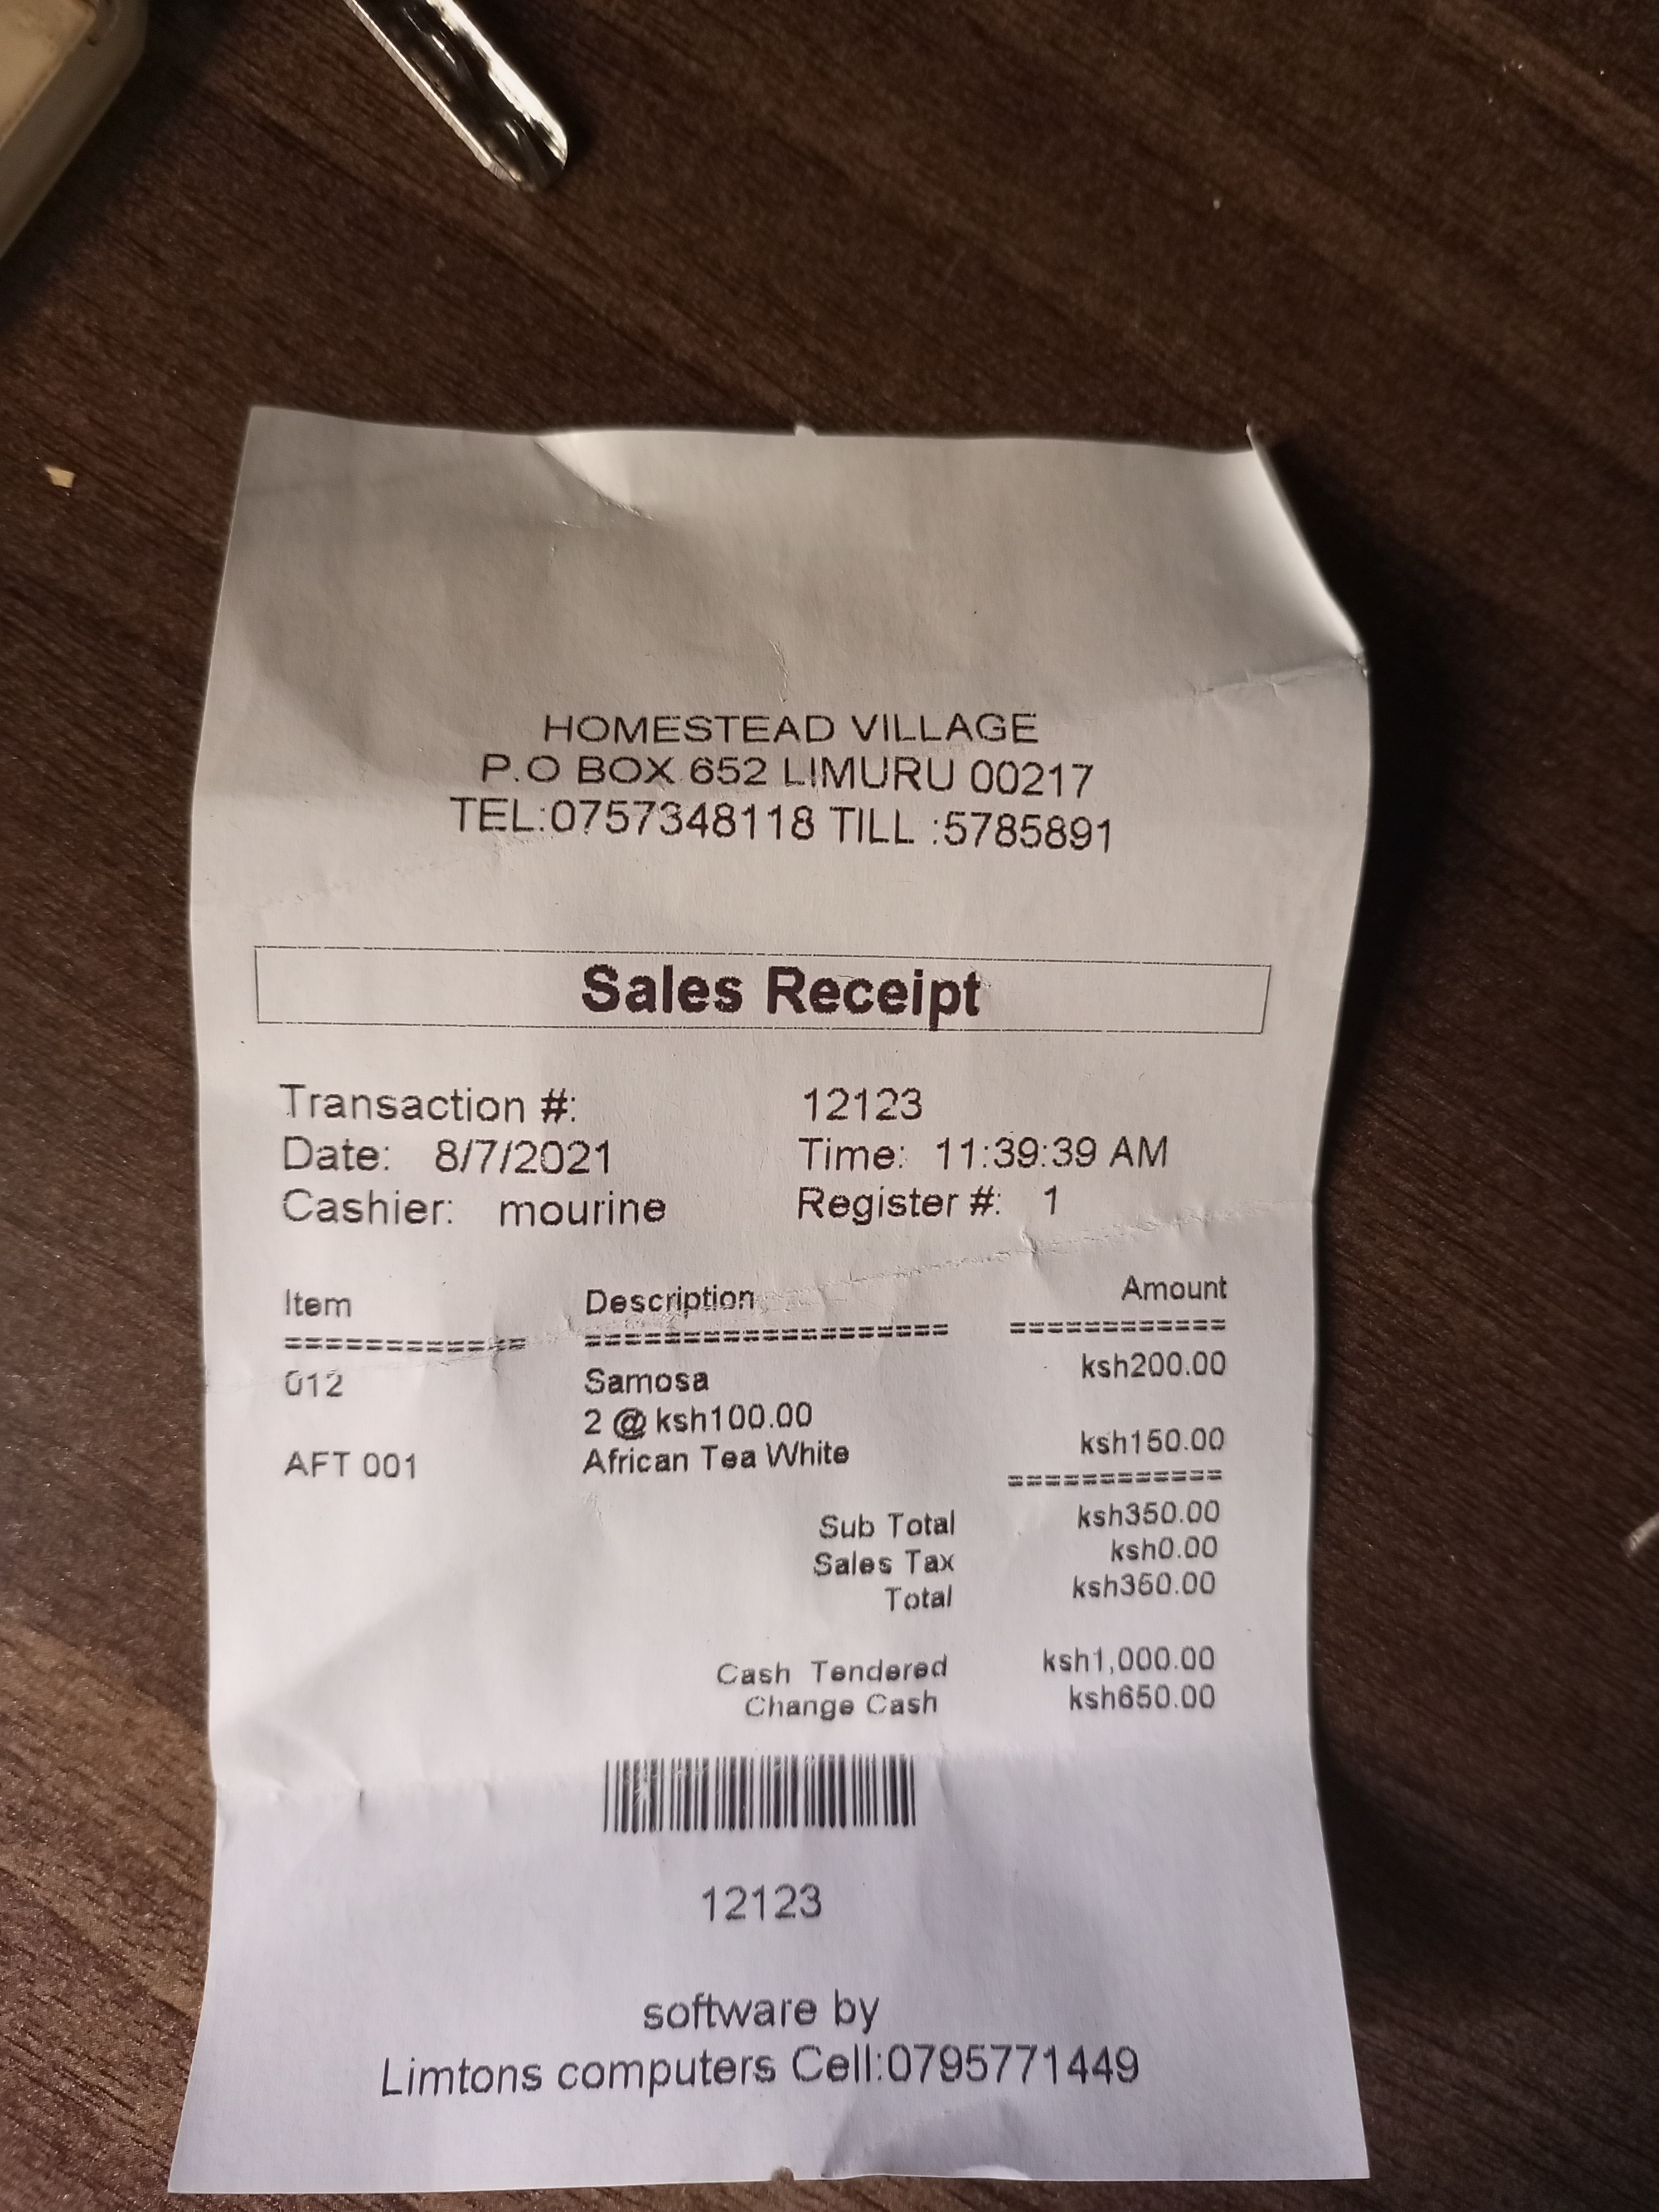 HOMESTEAD VILLAGE
P.O BOX 652 LIMURU 00217
TEL:0757348118 TILL :5785891
Sales Receipt
Transaction #: 12123
Date: 8/7/2021 Time: 11:39:39 AM
Cashier: mourine Register #: 1
Item Description Amount
============ ================== ============
012 Samosa ksh200.00
2 @ ksh100.00
AFT 001 African Tea White ksh150.00
============
Sub Total ksh350.00
Sales Tax ksh0.00
Total ksh350.00
Cash Tendered ksh1,000.00
Change Cash ksh650.00
12123
software by
Limtons computers Cell:0795771449